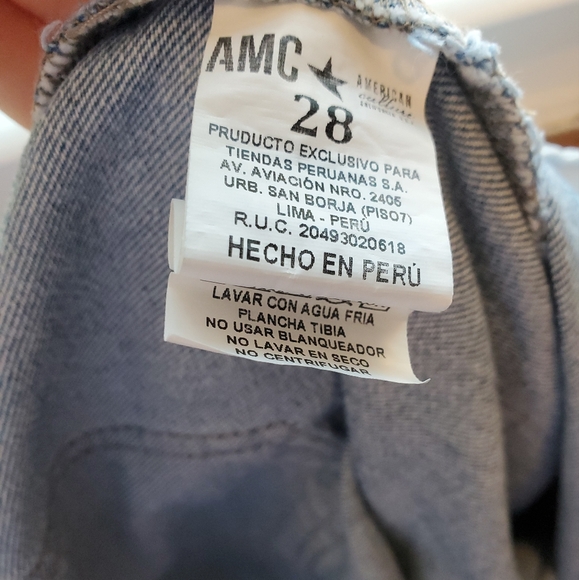 AMC ★ AMERICAN
28
PRUDUCTO EXCLUSIVO PARA
TIENDAS PERUANAS S.A.
AV. AVIACIÓN NRO. 2405
URB. SAN BORJA (PISO7)
LIMA - PERÚ
R.U.C. 20493020618
HECHO EN PERÚ
LAVAR CON AGUA FRIA
PLANCHA TIBIA
NO USAR BLANQUEADOR
NO LAVAR EN SECO
NO CENTRIFUGAR